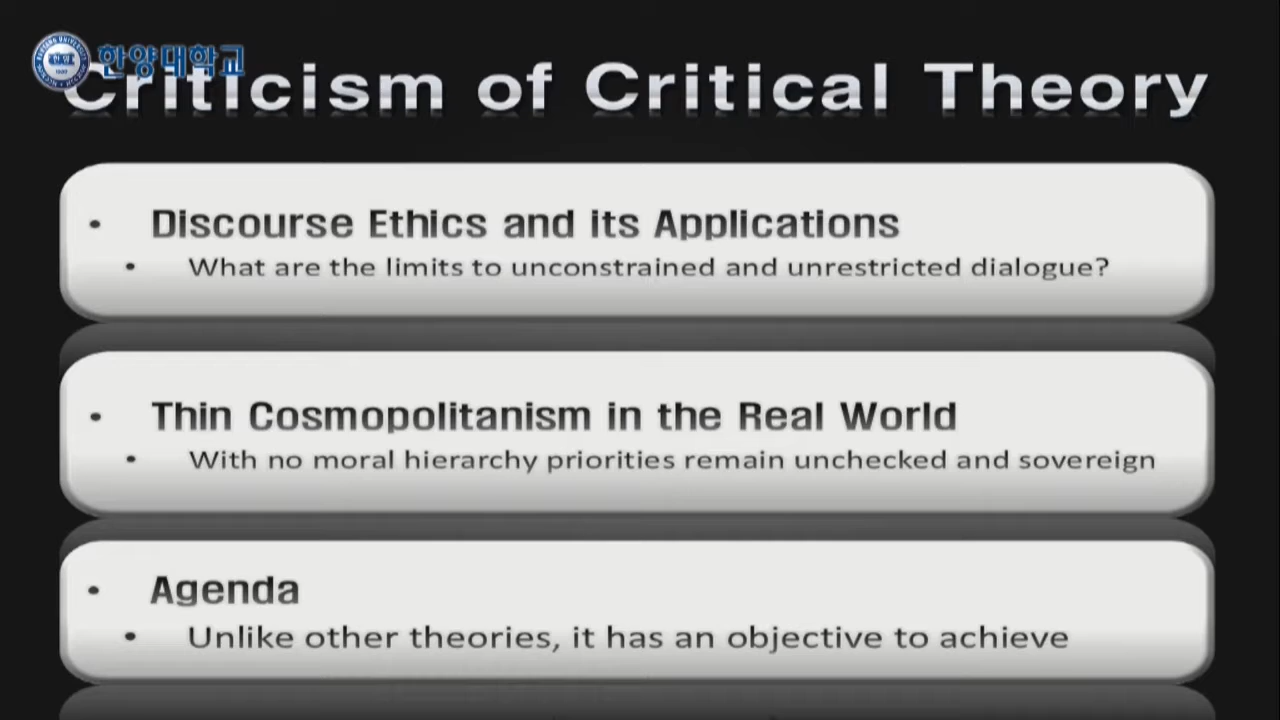 한양대학교
Criticism of Critical Theory
• Discourse Ethics and its Applications
• What are the limits to unconstrained and unrestricted dialogue?
• Thin Cosmopolitanism in the Real World
• With no moral hierarchy priorities remain unchecked and sovereign
• Agenda
• Unlike other theories, it has an objective to achieve